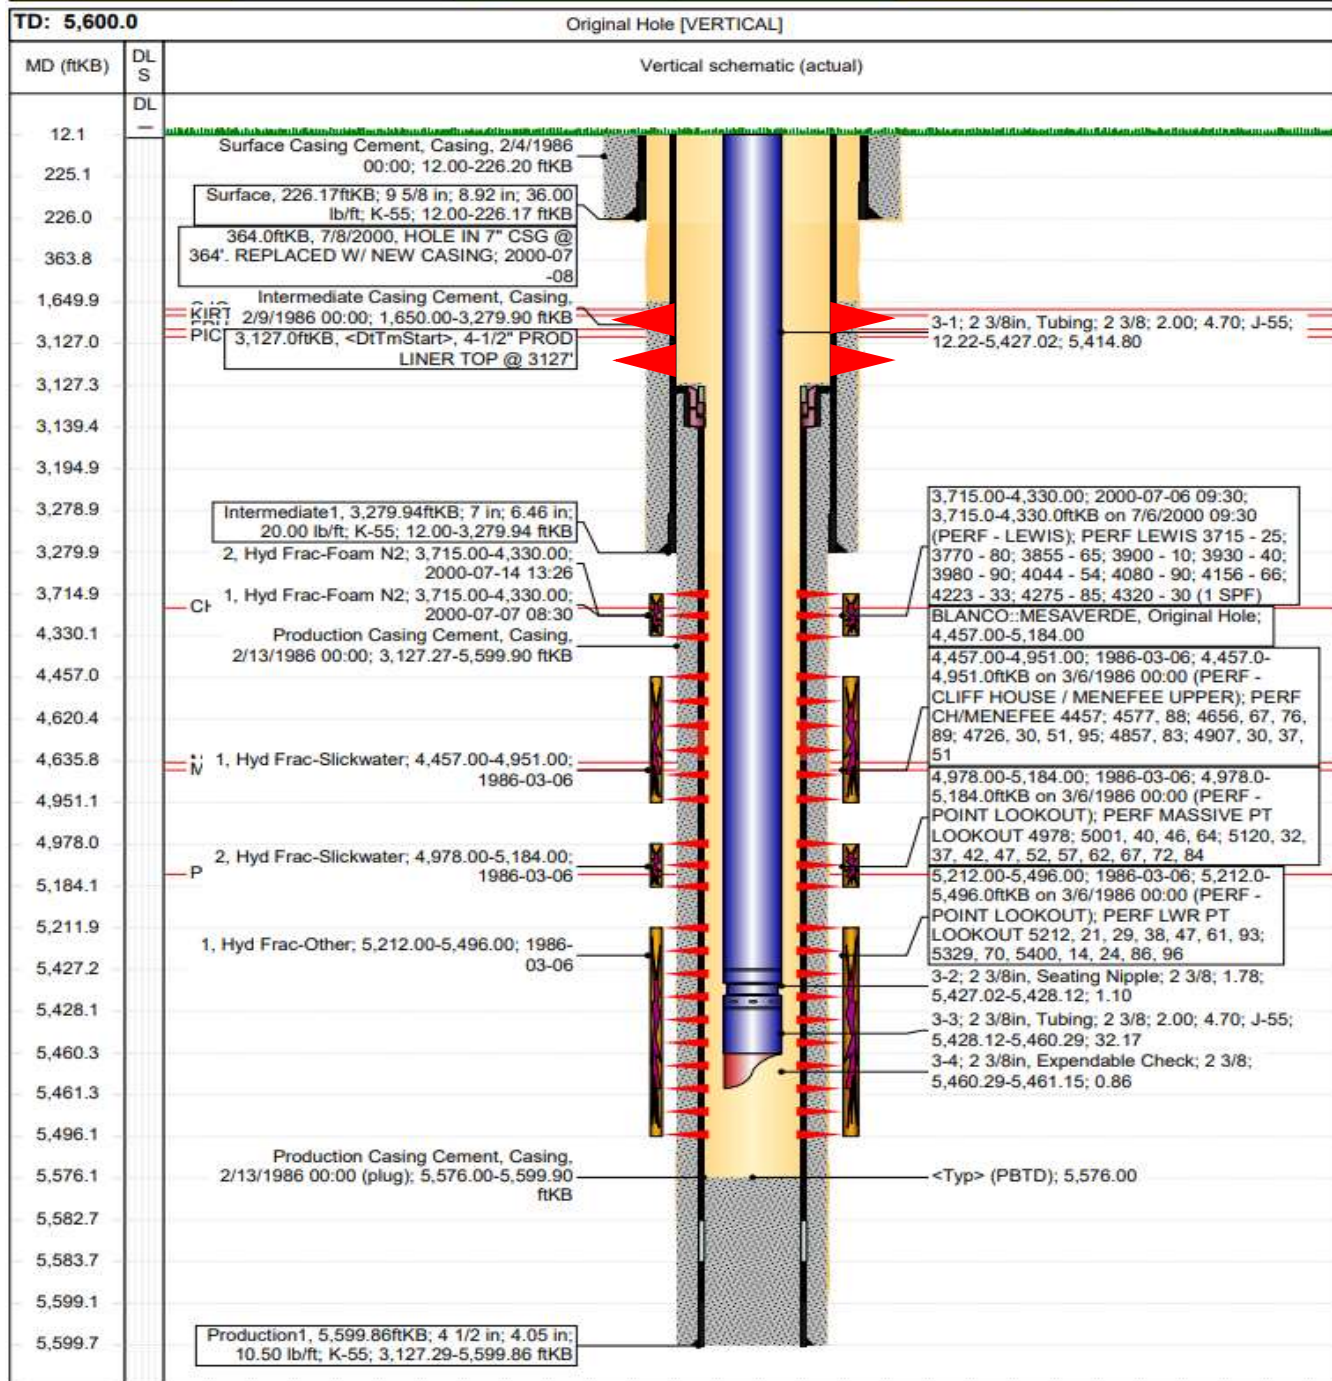 TD: 5,600.0
Original Hole [VERTICAL]
MD (ftKB)
DL
S
Vertical schematic (actual)
DL
—
12.1
225.1
226.0
363.8
1,649.9
3,127.0
3,127.3
3,139.4
3,194.9
3,278.9
3,279.9
3,714.9
4,330.1
4,457.0
4,620.4
4,635.8
4,951.1
4,978.0
5,184.1
5,211.9
5,427.2
5,428.1
5,460.3
5,461.3
5,496.1
5,576.1
5,582.7
5,583.7
5,599.1
5,599.7
Surface Casing Cement, Casing, 2/4/1986
00:00; 12.00-226.20 ftKB
Surface, 226.17ftKB; 9 5/8 in; 8.92 in; 36.00
lb/ft; K-55; 12.00-226.17 ftKB
364.0ftKB, 7/8/2000, HOLE IN 7" CSG @
364'. REPLACED W/ NEW CASING; 2000-07
-08
KIRT
PIC
Intermediate Casing Cement, Casing,
2/9/1986 00:00; 1,650.00-3,279.90 ftKB
3,127.0ftKB, <DtTmStart>, 4-1/2" PROD
LINER TOP @ 3127'
Intermediate1, 3,279.94ftKB; 7 in; 6.46 in;
20.00 lb/ft; K-55; 12.00-3,279.94 ftKB
2, Hyd Frac-Foam N2; 3,715.00-4,330.00;
2000-07-14 13:26
CH
1, Hyd Frac-Foam N2; 3,715.00-4,330.00;
2000-07-07 08:30
Production Casing Cement, Casing,
2/13/1986 00:00; 3,127.27-5,599.90 ftKB
M
1, Hyd Frac-Slickwater; 4,457.00-4,951.00;
1986-03-06
P
2, Hyd Frac-Slickwater; 4,978.00-5,184.00;
1986-03-06
1, Hyd Frac-Other; 5,212.00-5,496.00; 1986-
03-06
Production Casing Cement, Casing,
2/13/1986 00:00 (plug); 5,576.00-5,599.90
ftKB
Production1, 5,599.86ftKB; 4 1/2 in; 4.05 in;
10.50 lb/ft; K-55; 3,127.29-5,599.86 ftKB
3-1; 2 3/8in, Tubing; 2 3/8; 2.00; 4.70; J-55;
12.22-5,427.02; 5,414.80
3,715.00-4,330.00; 2000-07-06 09:30;
3,715.0-4,330.0ftKB on 7/6/2000 09:30
(PERF - LEWIS); PERF LEWIS 3715 - 25;
3770 - 80; 3855 - 65; 3900 - 10; 3930 - 40;
3980 - 90; 4044 - 54; 4080 - 90; 4156 - 66;
4223 - 33; 4275 - 85; 4320 - 30 (1 SPF)
BLANCO::MESAVERDE, Original Hole;
4,457.00-5,184.00
4,457.00-4,951.00; 1986-03-06; 4,457.0-
4,951.0ftKB on 3/6/1986 00:00 (PERF -
CLIFF HOUSE / MENEFEE UPPER); PERF
CH/MENEFEE 4457; 4577, 88; 4656, 67, 76,
89; 4726, 30, 51, 95; 4857, 83; 4907, 30, 37,
51
4,978.00-5,184.00; 1986-03-06; 4,978.0-
5,184.0ftKB on 3/6/1986 00:00 (PERF -
POINT LOOKOUT); PERF MASSIVE PT
LOOKOUT 4978; 5001, 40, 46, 64; 5120, 32,
37, 42, 47, 52, 57, 62, 67, 72, 84
5,212.00-5,496.00; 1986-03-06; 5,212.0-
5,496.0ftKB on 3/6/1986 00:00 (PERF -
POINT LOOKOUT); PERF LWR PT
LOOKOUT 5212, 21, 29, 38, 47, 61, 93;
5329, 70, 5400, 14, 24, 86, 96
3-2; 2 3/8in, Seating Nipple; 2 3/8; 1.78;
5,427.02-5,428.12; 1.10
3-3; 2 3/8in, Tubing; 2 3/8; 2.00; 4.70; J-55;
5,428.12-5,460.29; 32.17
3-4; 2 3/8in, Expendable Check; 2 3/8;
5,460.29-5,461.15; 0.86
<Typ> (PBTD); 5,576.00